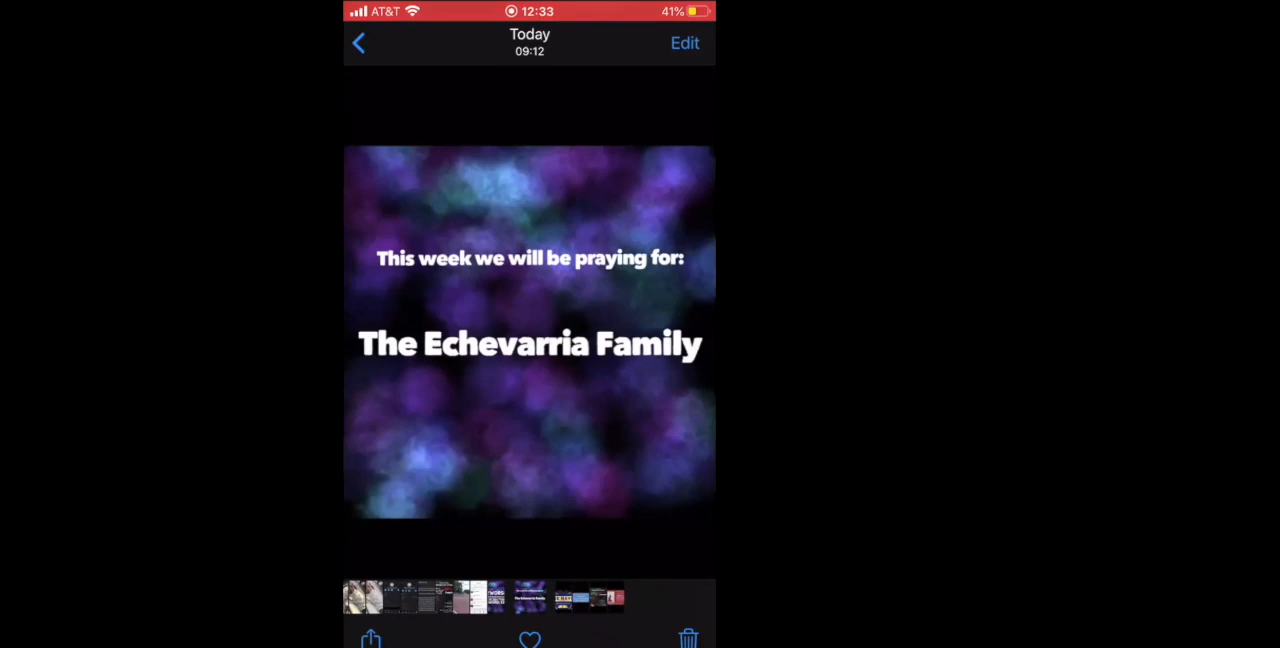 AT&T 12:33 41%
Today
09:12
Edit
This week we will be praying for:
The Echevarria Family